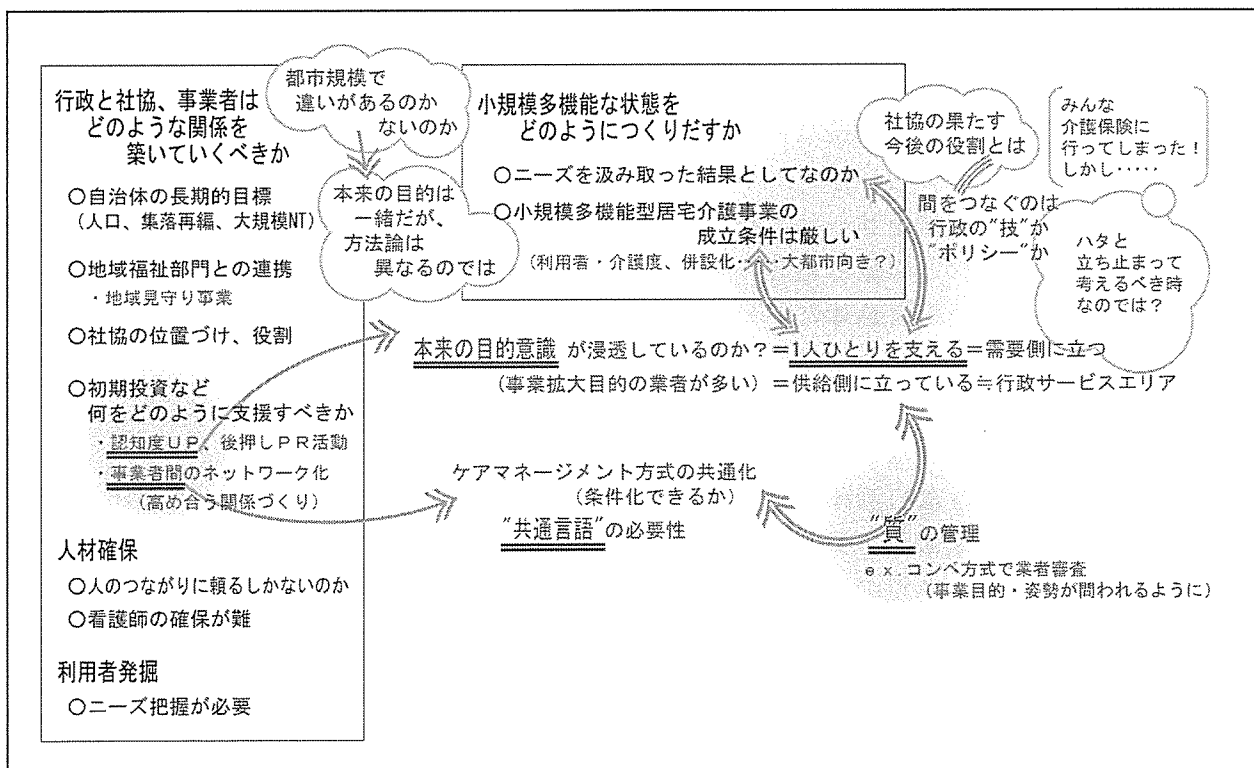 行政と社協、事業者は
どのような関係を
築いていくべきか
○自治体の長期的目標
(人口、集落再編、大規模NT)
○地域福祉部門との連携
・地域見守り事業
○社協の位置づけ、役割
○初期投資など
何をどのように支援すべきか
・認知度UP、後押しPR活動
・事業者間のネットワーク化
(高め合う関係づくり)
人材確保
○人のつながりに頼るしかないのか
○看護師の確保が難
利用者発掘
○ニーズ把握が必要
都市規模で
違いがあるのか
ないのか
本来の目的は
一緒だが、
方法論は
異なるのでは
小規模多機能な状態を
どのようにつくりだすか
○ニーズを汲み取った結果としてなのか
○小規模多機能型居宅介護事業の
成立条件は厳しい
(利用者・介護度、併設化‥‥‥大都市向き?)
社協の果たす
今後の役割とは
みんな
介護保険に
行ってしまった!
しかし‥‥‥
間をつなぐのは
行政の"技"か
"ポリシー"か
ハタと
立ち止まって
考えるべき時
なのでは?
本来の目的意識 が浸透しているのか?=1人ひとりを支える=需要側に立つ
(事業拡大目的の業者が多い)=供給側に立っている≒行政サービスエリア
ケアマネージメント方式の共通化
(条件化できるか)
"共通言語"の必要性
"質"の管理
ex.コンペ方式で業者審査
(事業目的・姿勢が問われるように)